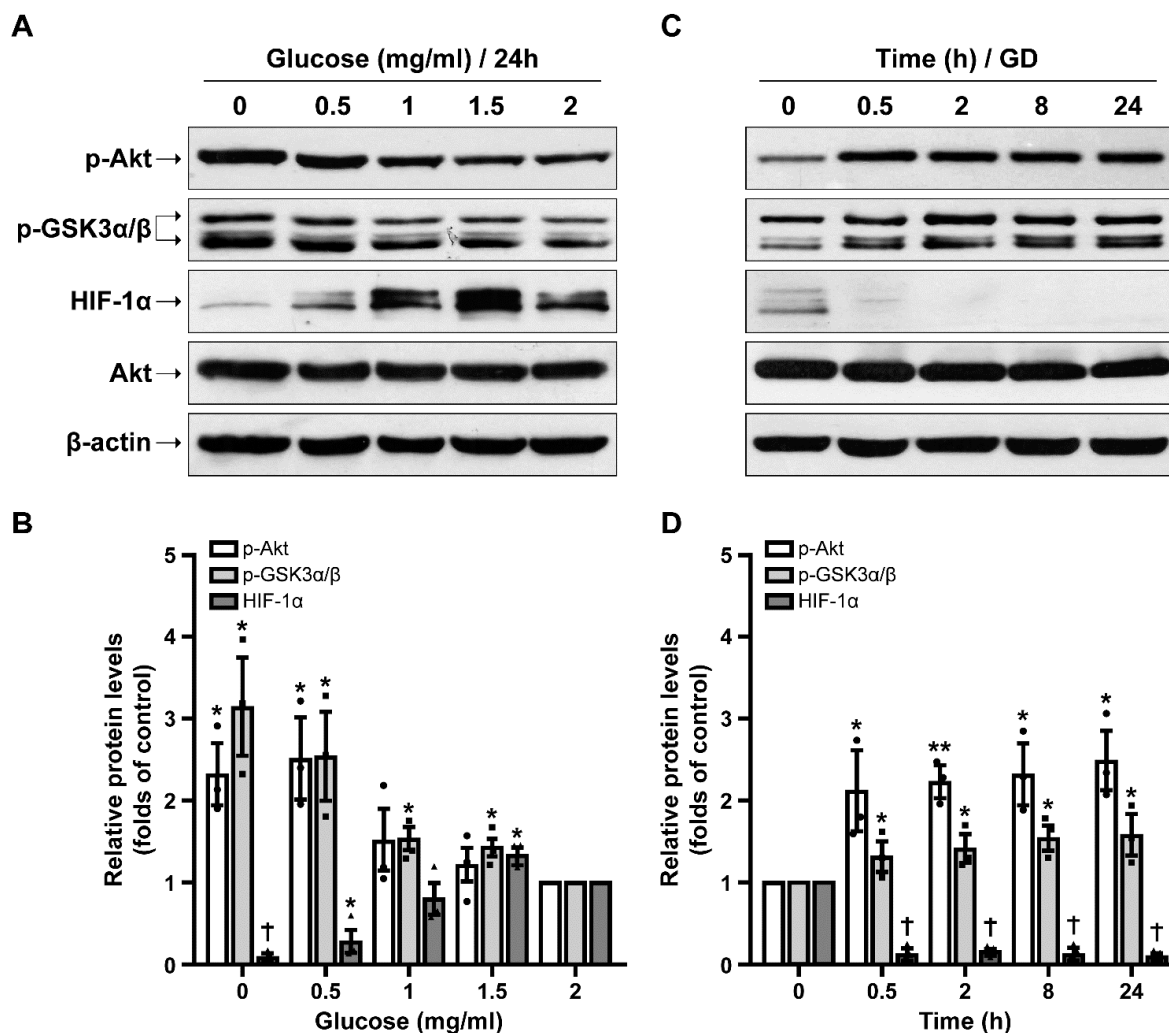 A
Glucose (mg/ml) / 24h
0 0.5 1 1.5 2
p-Akt
p-GSK3α/β
HIF-1α
Akt
β-actin
C
Time (h) / GD
0 0.5 2 8 24
B
p-Akt
p-GSK3α/β
HIF-1α
Relative protein levels
(folds of control)
5
4
3
2
1
0
* * †
* * *
*
* *
0 0.5 1 1.5 2
Glucose (mg/ml)
D
p-Akt
p-GSK3α/β
HIF-1α
Relative protein levels
(folds of control)
5
4
3
2
1
0
* * †
** * †
* * †
* * †
0 0.5 2 8 24
Time (h)